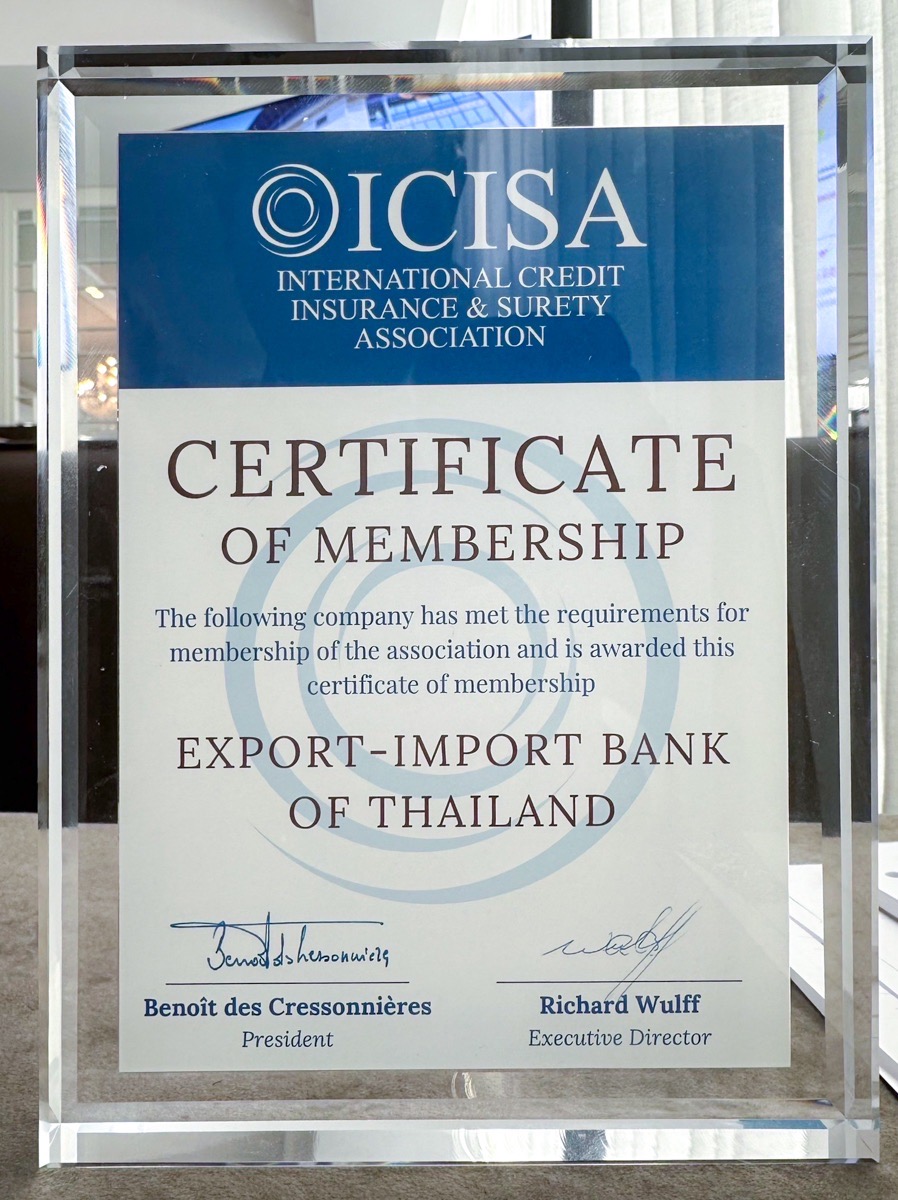 ICISA
INTERNATIONAL CREDIT
INSURANCE & SURETY
ASSOCIATION
CERTIFICATE
OF MEMBERSHIP
The following company has met the requirements for
membership of the association and is awarded this
certificate of membership
EXPORT-IMPORT BANK
OF THAILAND
Benoît des Cressonnières
President
Richard Wulff
Executive Director